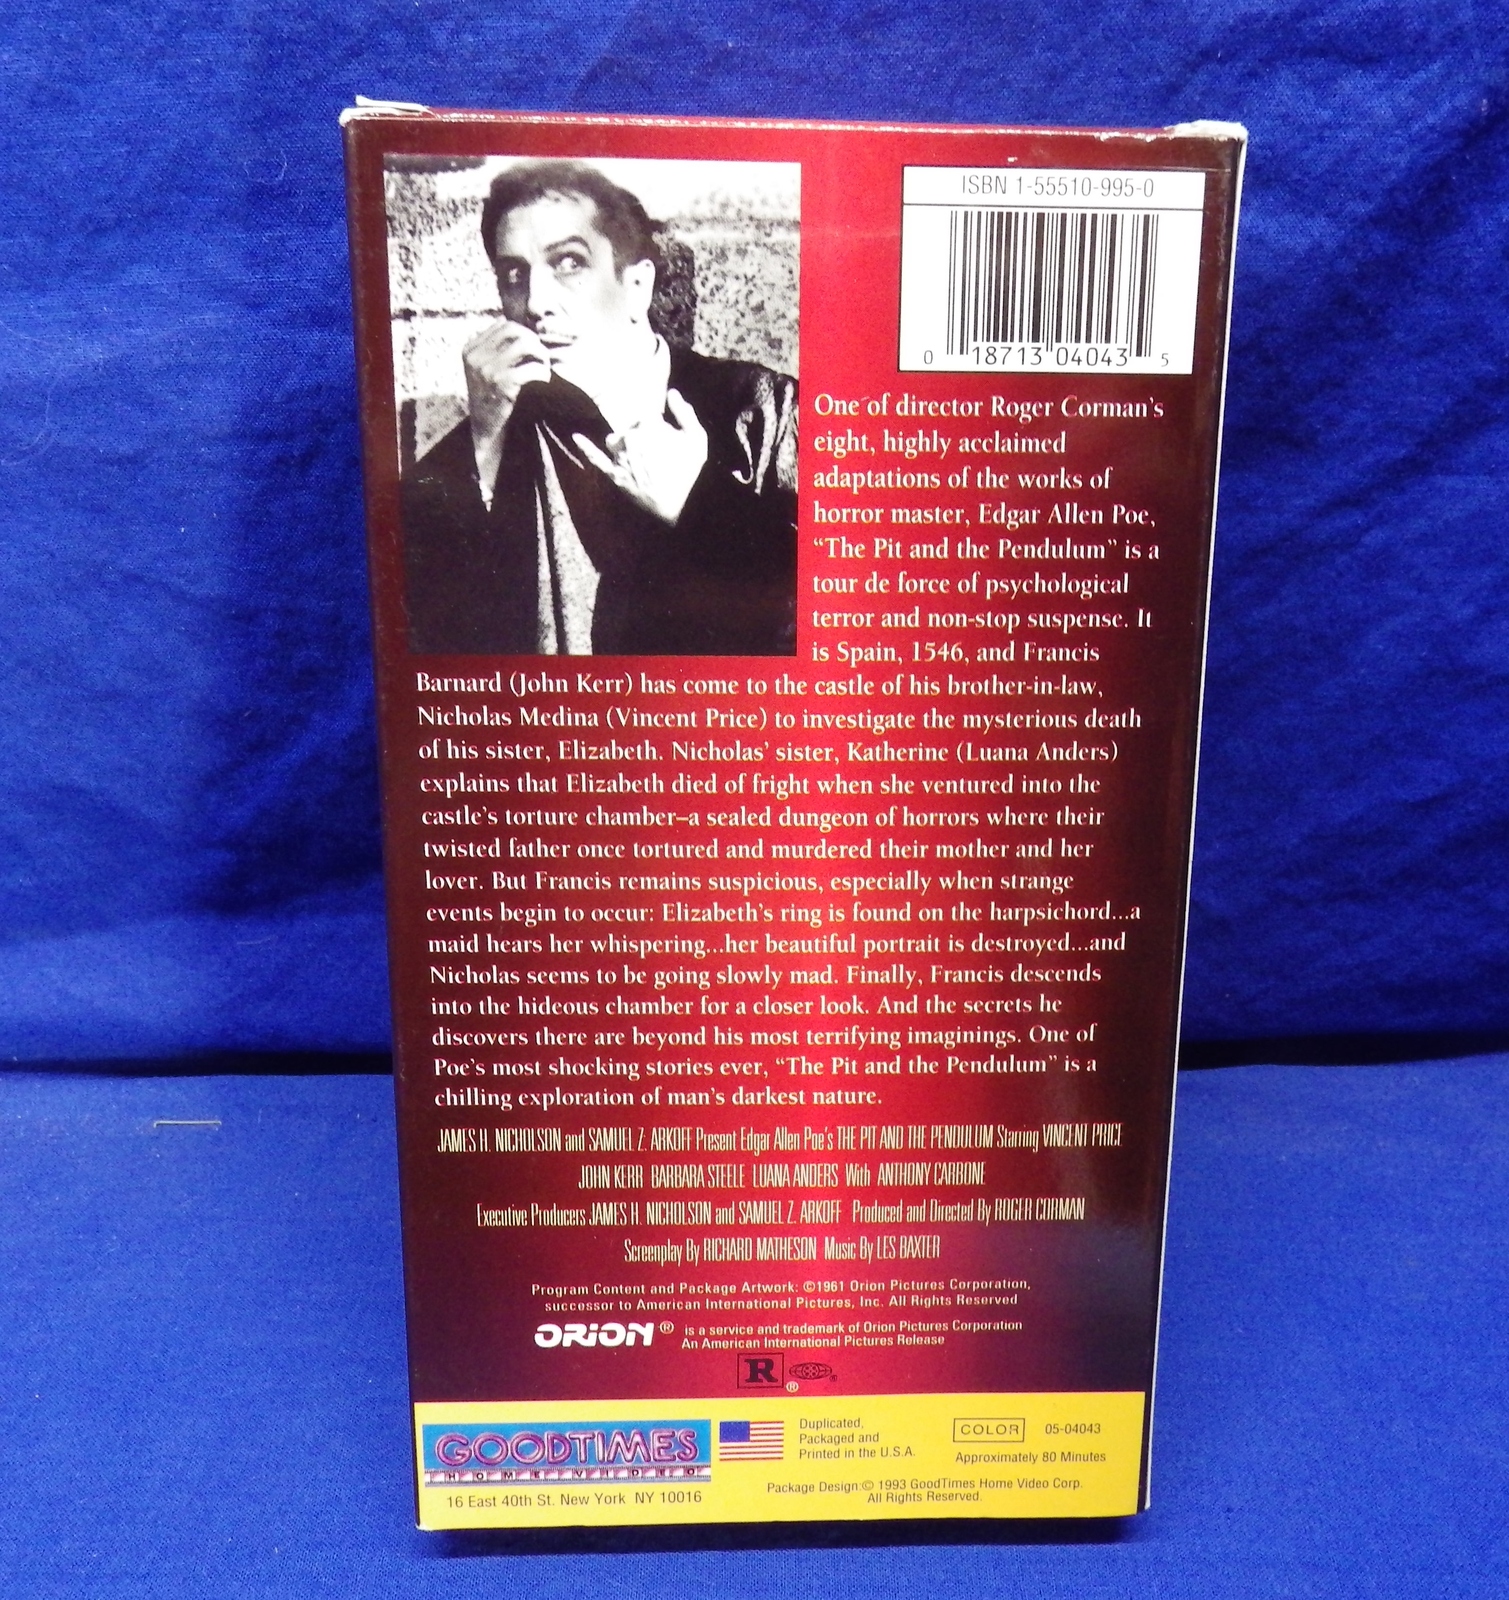 ISBN 1-55510-995-0
0 18713 04043 5
One of director Roger Corman's
eight, highly acclaimed
adaptations of the works of
horror master, Edgar Allen Poe,
“The Pit and the Pendulum” is a
tour de force of psychological
terror and non-stop suspense. It
is Spain, 1546, and Francis
Barnard (John Kerr) has come to the castle of his brother-in-law,
Nicholas Medina (Vincent Price) to investigate the mysterious death
of his sister, Elizabeth. Nicholas' sister, Katherine (Luana Anders)
explains that Elizabeth died of fright when she ventured into the
castle's torture chamber–a sealed dungeon of horrors where their
twisted father once tortured and murdered their mother and her
lover. But Francis remains suspicious, especially when strange
events begin to occur: Elizabeth's ring is found on the harpsichord...a
maid hears her whispering...her beautiful portrait is destroyed...and
Nicholas seems to be going slowly mad. Finally, Francis descends
into the hideous chamber for a closer look. And the secrets he
discovers there are beyond his most terrifying imaginings. One of
Poe's most shocking stories ever, “The Pit and the Pendulum” is a
chilling exploration of man's darkest nature.
JAMES H. NICHOLSON and SAMUEL Z. ARKOFF Present Edgar Allen Poe's THE PIT AND THE PENDULUM Starring VINCENT PRICE
JOHN KERR BARBARA STEELE LUANA ANDERS With ANTHONY CARBONE
Executive Producers JAMES H. NICHOLSON and SAMUEL Z. ARKOFF Produced and Directed By ROGER CORMAN
Screenplay By RICHARD MATHESON Music By LES BAXTER
Program Content and Package Artwork: ©1961 Orion Pictures Corporation,
successor to American International Pictures, Inc. All Rights Reserved
ORION ® is a service and trademark of Orion Pictures Corporation
An American International Pictures Release
R ® ®
GOODTIMES
HOME VIDEO
16 East 40th St. New York NY 10016
Duplicated,
Packaged and
Printed in the U.S.A.
COLOR 05-04043
Approximately 80 Minutes
Package Design:© 1993 GoodTimes Home Video Corp.
All Rights Reserved.